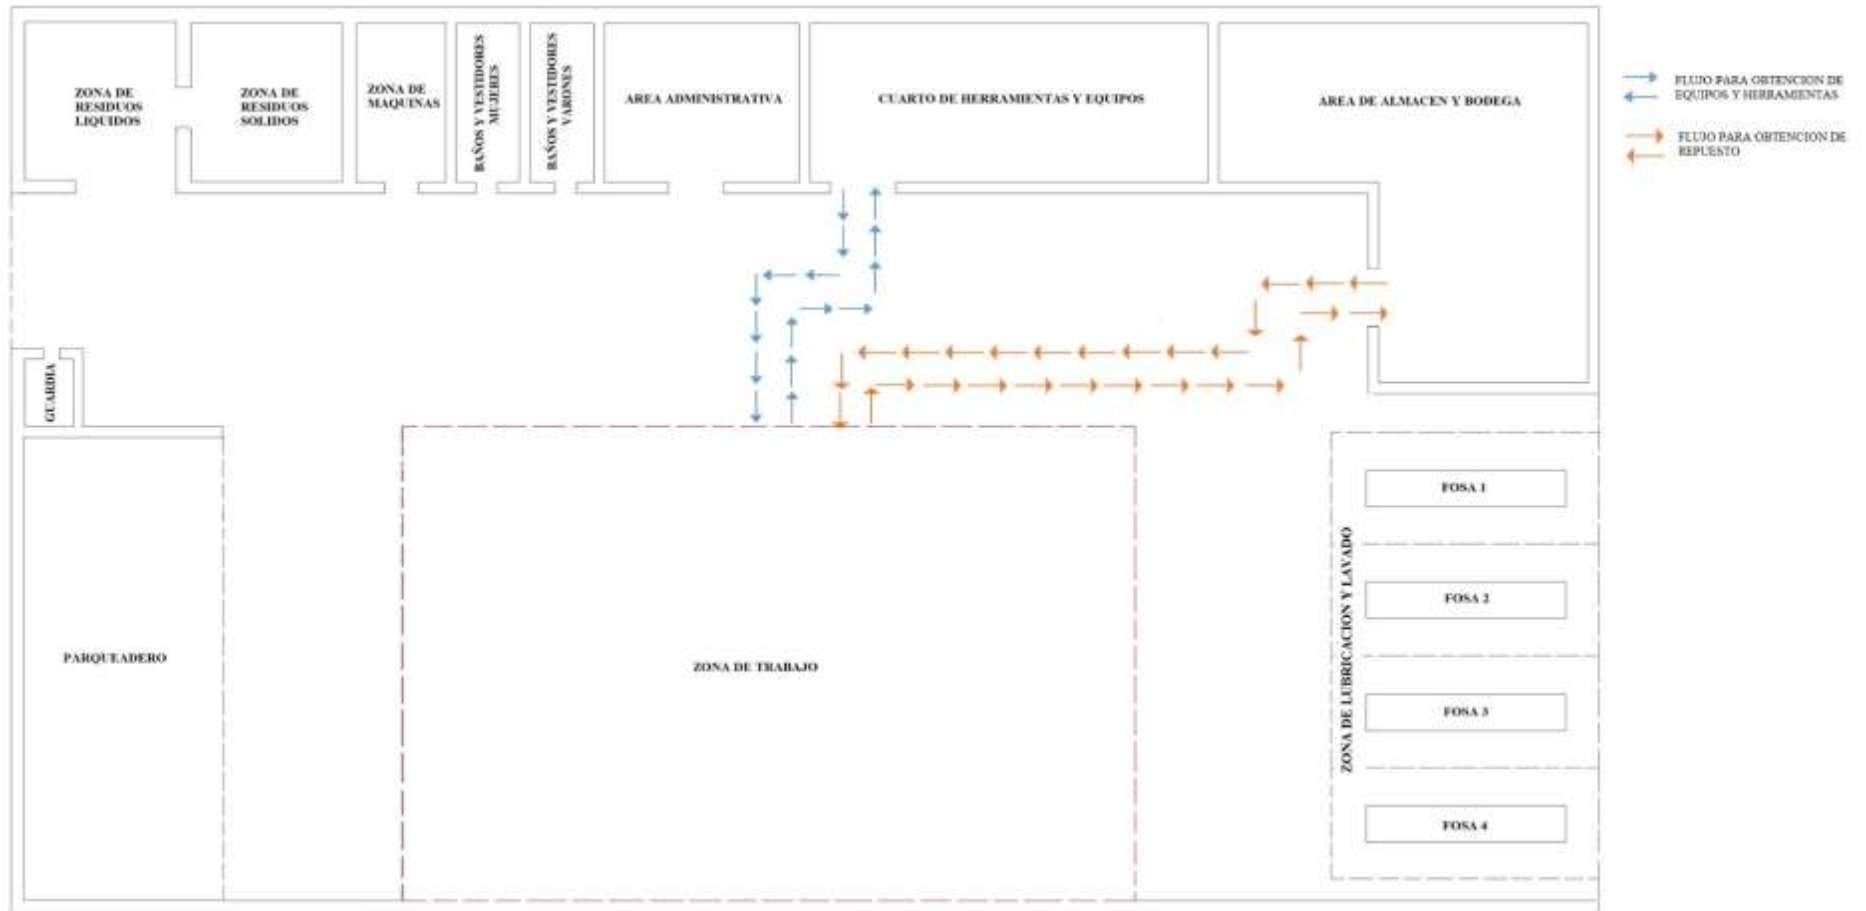 ZONA DE
RESIDUOS
LIQUIDOS
ZONA DE
RESIDUOS
SOLIDOS
ZONA DE
MAQUINAS
BAÑOS Y VESTIDORES
MUJERES
BAÑOS Y VESTIDORES
VARONES
AREA ADMINISTRATIVA
CUARTO DE HERRAMIENTAS Y EQUIPOS
AREA DE ALMACEN Y BODEGA
FLUJO PARA OBTENCION DE
EQUIPOS Y HERRAMIENTAS
FLUJO PARA OBTENCION DE
REPUESTO
GUARDIA
PARQUEADERO
ZONA DE TRABAJO
ZONA DE LUBRICACION Y LAVADO
FOSA 1
FOSA 2
FOSA 3
FOSA 4